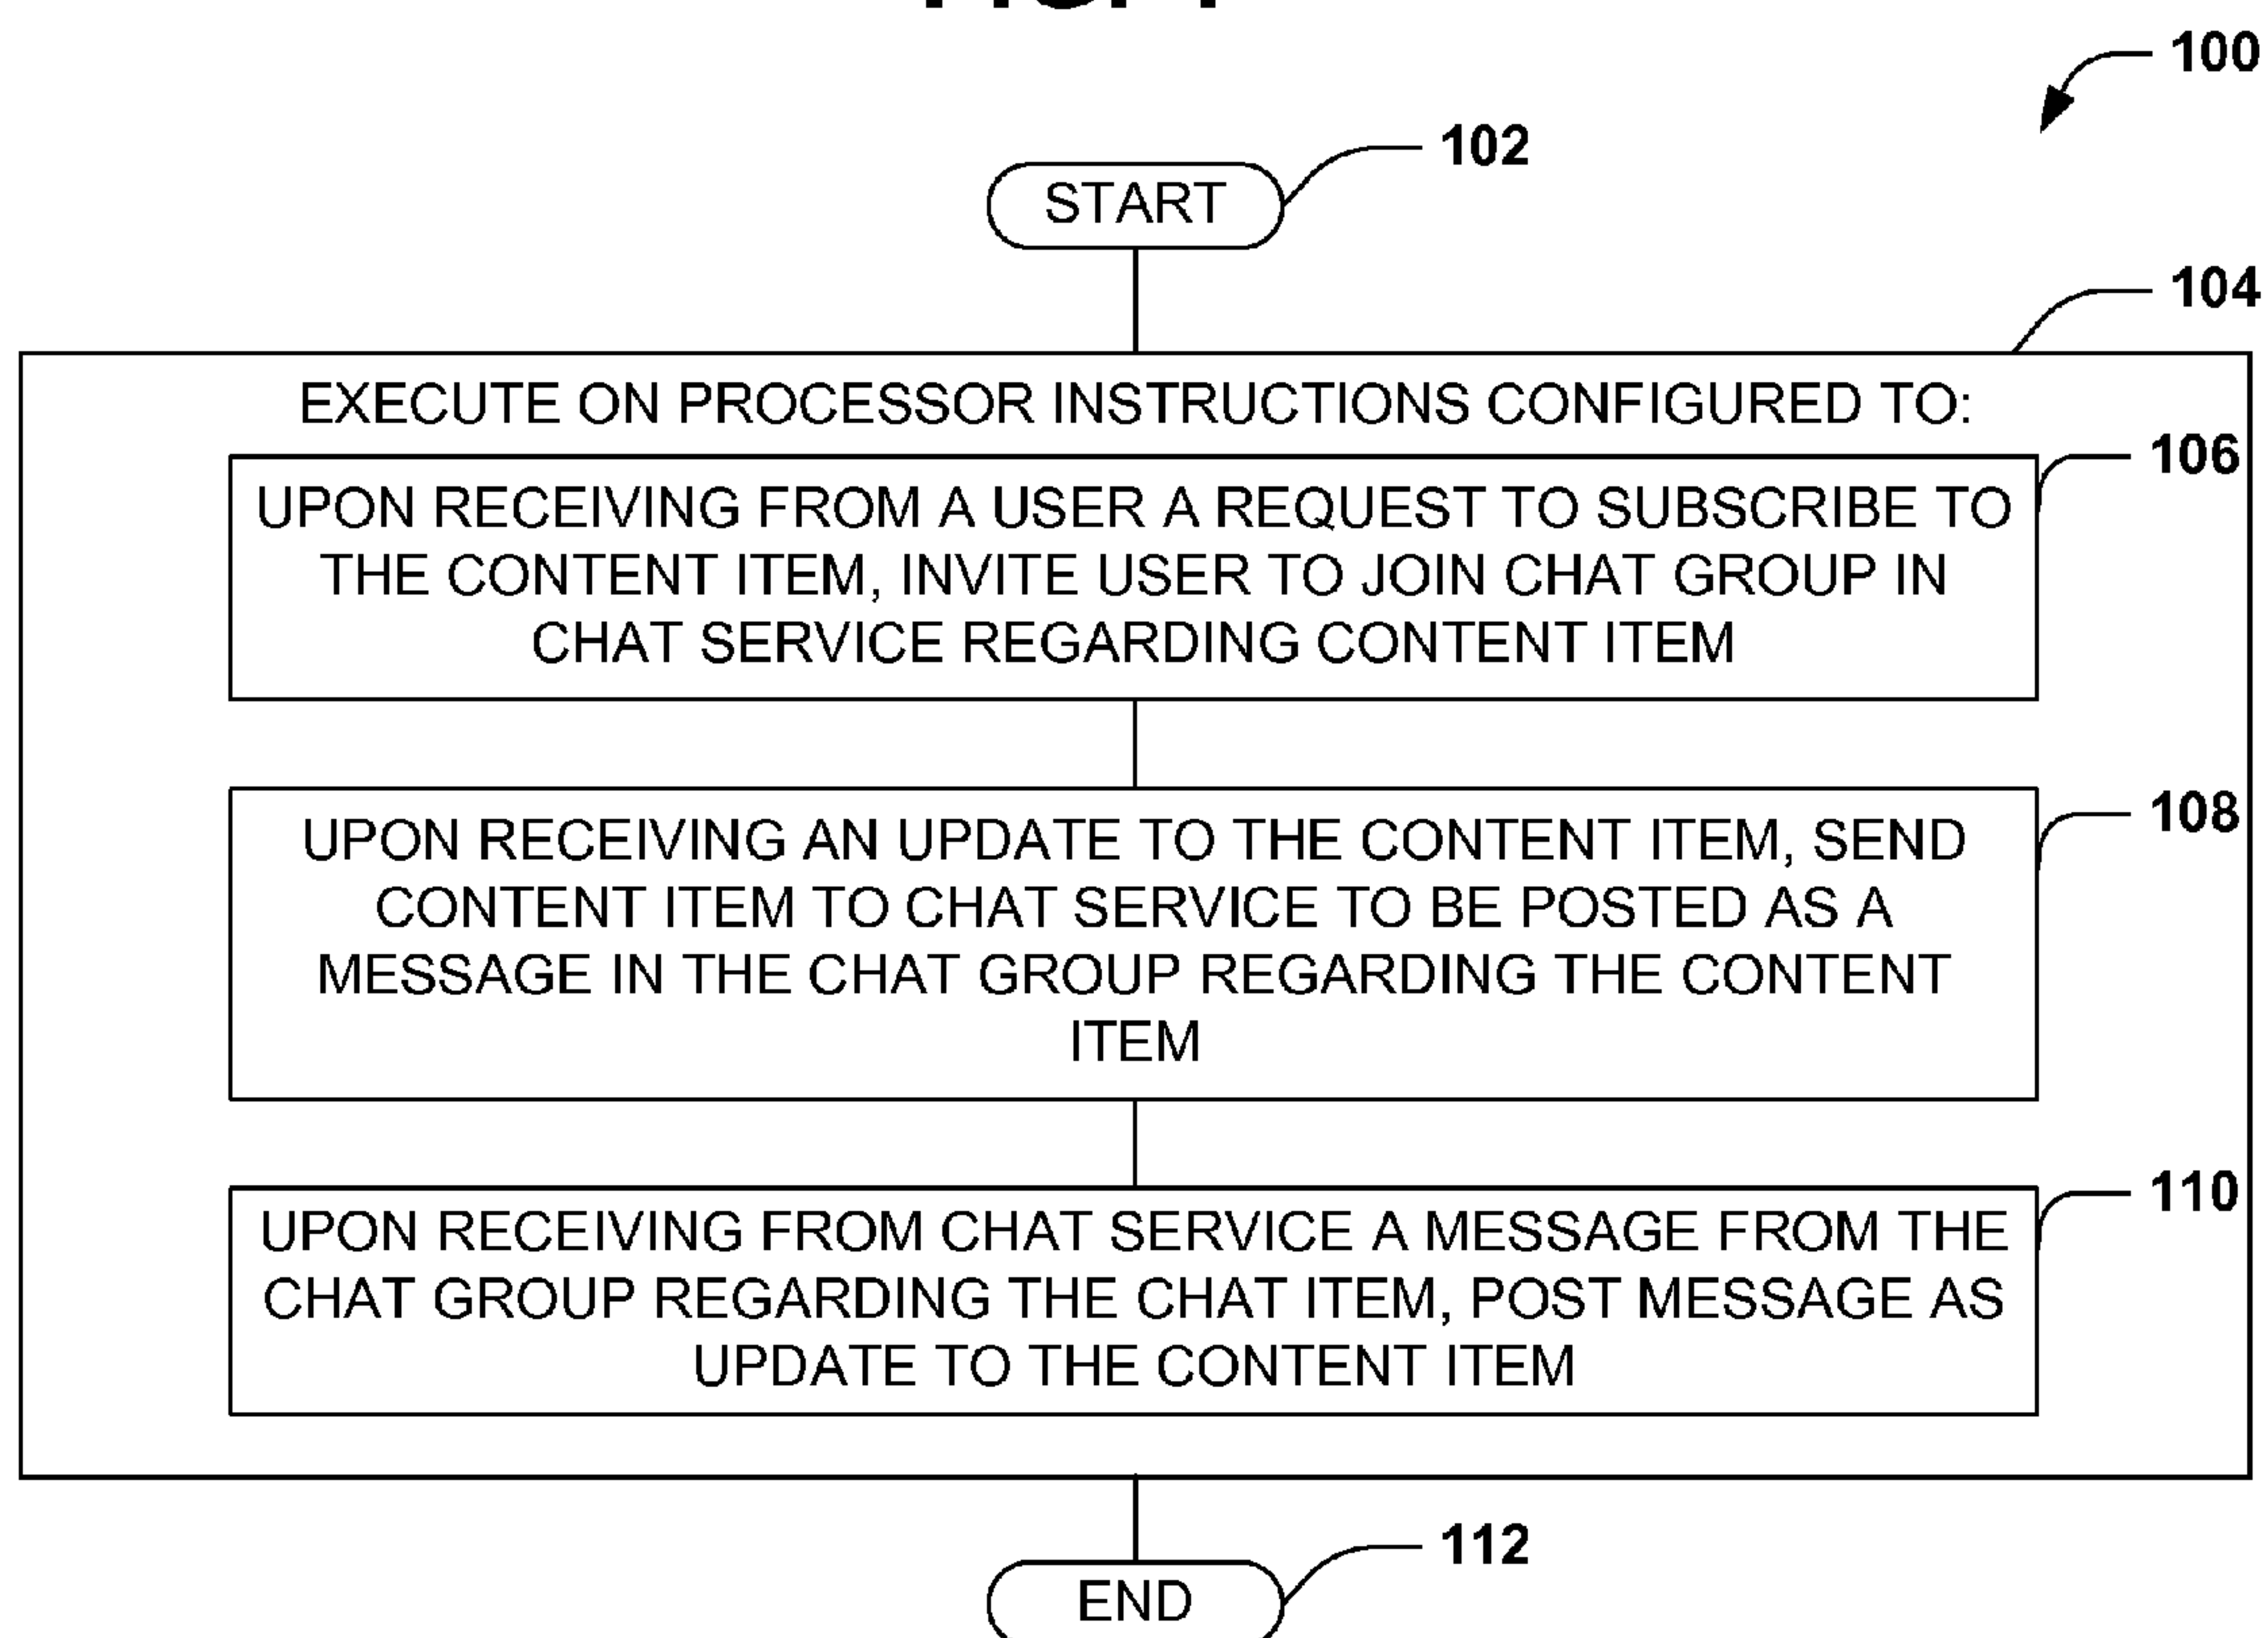 100
102
START
104
EXECUTE ON PROCESSOR INSTRUCTIONS CONFIGURED TO:
106
UPON RECEIVING FROM A USER A REQUEST TO SUBSCRIBE TO
THE CONTENT ITEM, INVITE USER TO JOIN CHAT GROUP IN
CHAT SERVICE REGARDING CONTENT ITEM
108
UPON RECEIVING AN UPDATE TO THE CONTENT ITEM, SEND
CONTENT ITEM TO CHAT SERVICE TO BE POSTED AS A
MESSAGE IN THE CHAT GROUP REGARDING THE CONTENT
ITEM
110
UPON RECEIVING FROM CHAT SERVICE A MESSAGE FROM THE
CHAT GROUP REGARDING THE CHAT ITEM, POST MESSAGE AS
UPDATE TO THE CONTENT ITEM
112
END